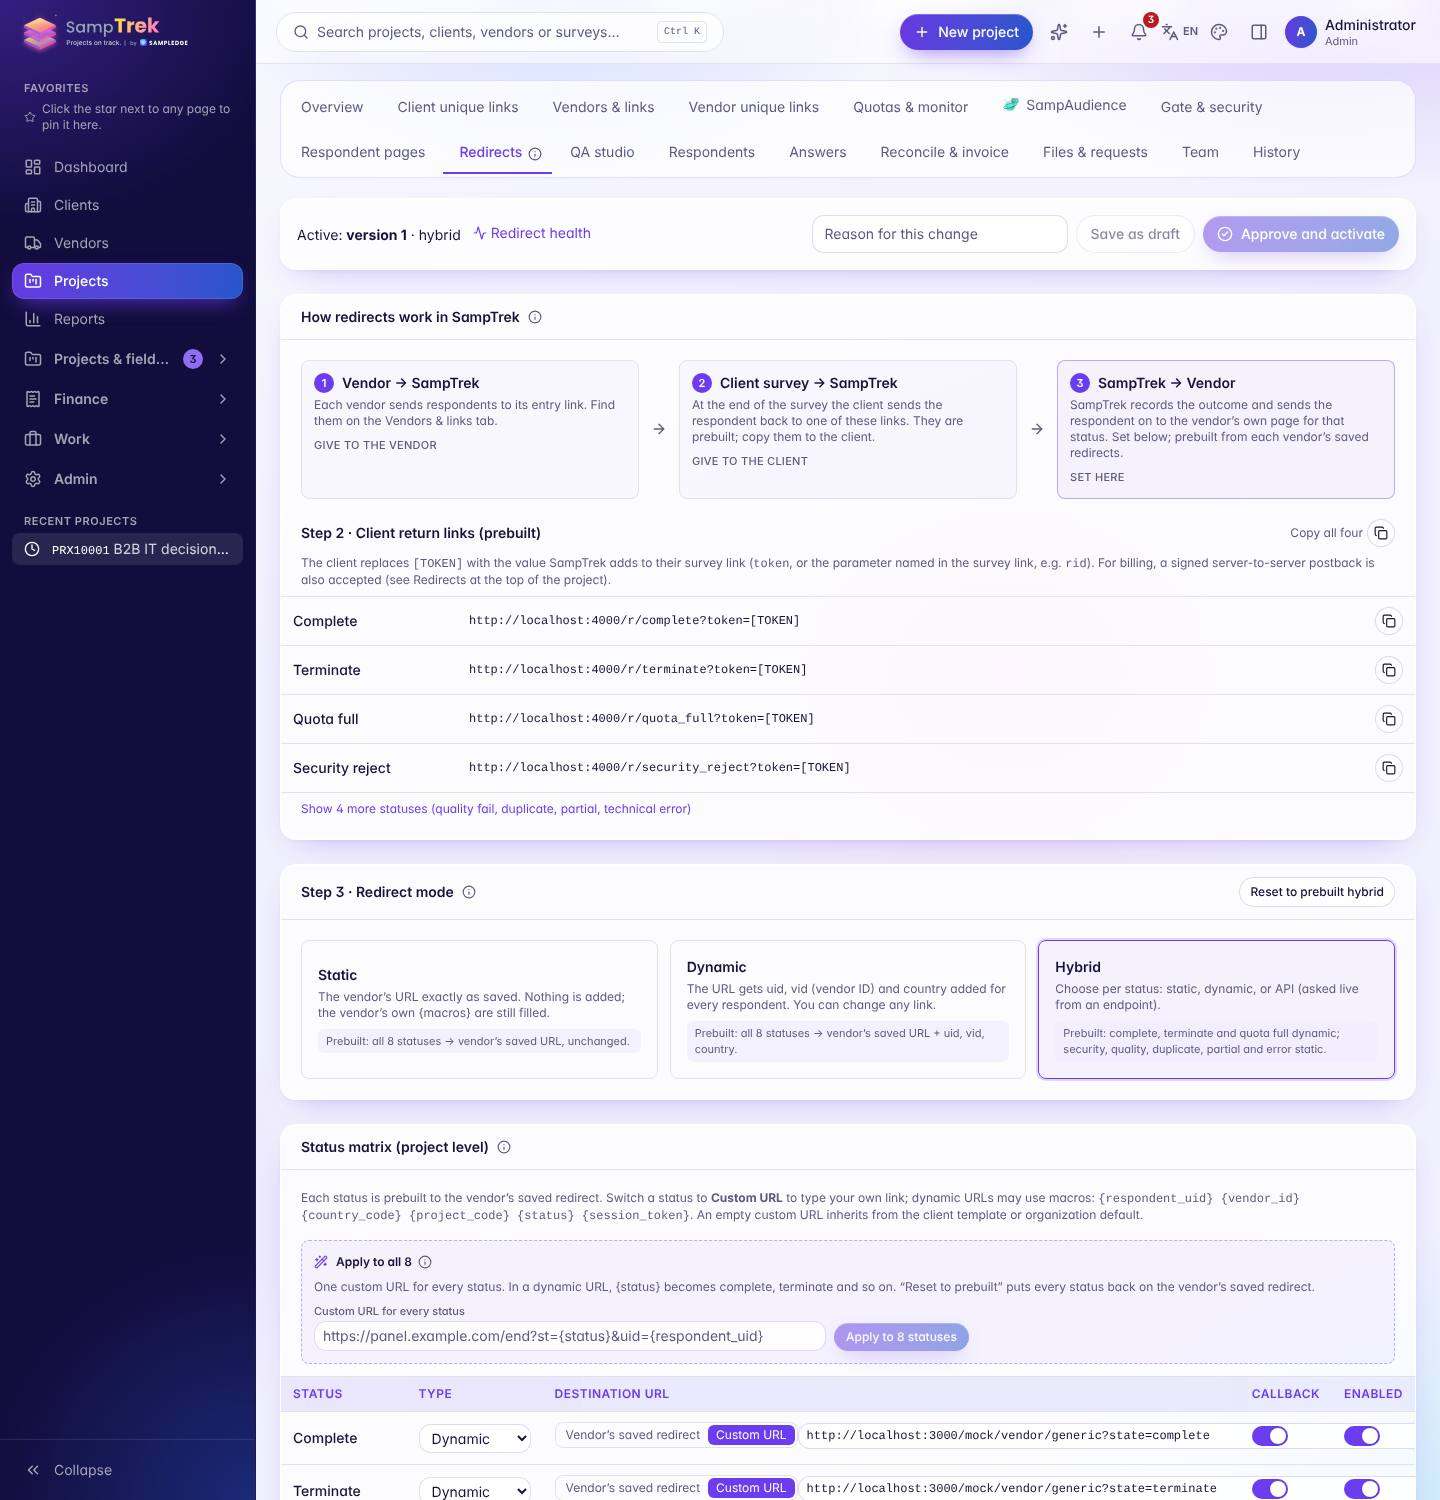 SampTrek
Projects on track. | by SAMPLEDGE
Search projects, clients, vendors or surveys...
Ctrl K
New project
3
EN
A
Administrator
Admin
FAVORITES
Click the star next to any page to
pin it here.
Dashboard
Clients
Vendors
Projects
Reports
Projects & field... 3
Finance
Work
Admin
RECENT PROJECTS
PRX10001 B2B IT decision...
Collapse
Overview
Client unique links
Vendors & links
Vendor unique links
Quotas & monitor
SampAudience
Gate & security
Respondent pages
Redirects
QA studio
Respondents
Answers
Reconcile & invoice
Files & requests
Team
History
Active: version 1 · hybrid
Redirect health
Reason for this change
Save as draft
Approve and activate
How redirects work in SampTrek
1 Vendor → SampTrek
Each vendor sends respondents to its entry link. Find
them on the Vendors & links tab.
GIVE TO THE VENDOR
2 Client survey → SampTrek
At the end of the survey the client sends the
respondent back to one of these links. They are
prebuilt; copy them to the client.
GIVE TO THE CLIENT
3 SampTrek → Vendor
SampTrek records the outcome and sends the
respondent on to the vendor's own page for that
status. Set below; prebuilt from each vendor's saved
redirects.
SET HERE
Step 2 · Client return links (prebuilt)
Copy all four
The client replaces [TOKEN] with the value SampTrek adds to their survey link (token, or the parameter named in the survey link, e.g. rid). For billing, a signed server-to-server postback is
also accepted (see Redirects at the top of the project).
Complete http://localhost:4000/r/complete?token=[TOKEN]
Terminate http://localhost:4000/r/terminate?token=[TOKEN]
Quota full http://localhost:4000/r/quota_full?token=[TOKEN]
Security reject http://localhost:4000/r/security_reject?token=[TOKEN]
Show 4 more statuses (quality fail, duplicate, partial, technical error)
Step 3 · Redirect mode
Reset to prebuilt hybrid
Static
The vendor's URL exactly as saved. Nothing is added;
the vendor's own {macros} are still filled.
Prebuilt: all 8 statuses → vendor's saved URL, unchanged.
Dynamic
The URL gets uid, vid (vendor ID) and country added for
every respondent. You can change any link.
Prebuilt: all 8 statuses → vendor's saved URL + uid, vid,
country.
Hybrid
Choose per status: static, dynamic, or API (asked live
from an endpoint).
Prebuilt: complete, terminate and quota full dynamic;
security, quality, duplicate, partial and error static.
Status matrix (project level)
Each status is prebuilt to the vendor's saved redirect. Switch a status to Custom URL to type your own link; dynamic URLs may use macros: {respondent_uid} {vendor_id}
{country_code} {project_code} {status} {session_token}. An empty custom URL inherits from the client template or organization default.
Apply to all 8
One custom URL for every status. In a dynamic URL, {status} becomes complete, terminate and so on. “Reset to prebuilt” puts every status back on the vendor's saved redirect.
Custom URL for every status
https://panel.example.com/end?st={status}&uid={respondent_uid}
Apply to 8 statuses
STATUS TYPE DESTINATION URL CALLBACK ENABLED
Complete Dynamic Vendor's saved redirect Custom URL http://localhost:3000/mock/vendor/generic?state=complete
Terminate Dynamic Vendor's saved redirect Custom URL http://localhost:3000/mock/vendor/generic?state=terminate